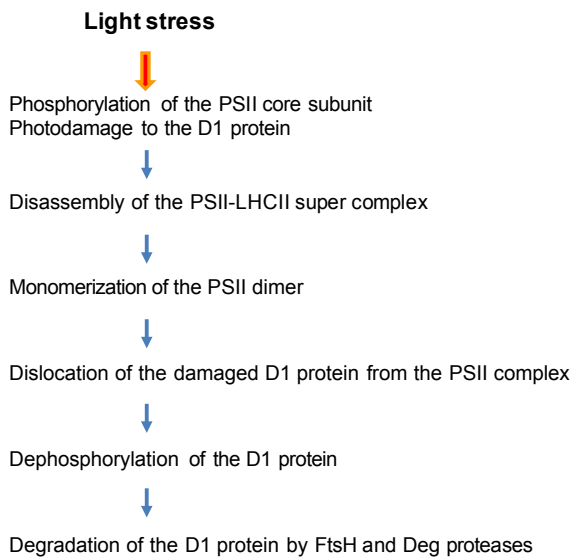 Light stress
Phosphorylation of the PSII core subunit
Photodamage to the D1 protein
Disassembly of the PSII-LHCII super complex
Monomerization of the PSII dimer
Dislocation of the damaged D1 protein from the PSII complex
Dephosphorylation of the D1 protein
Degradation of the D1 protein by FtsH and Deg proteases